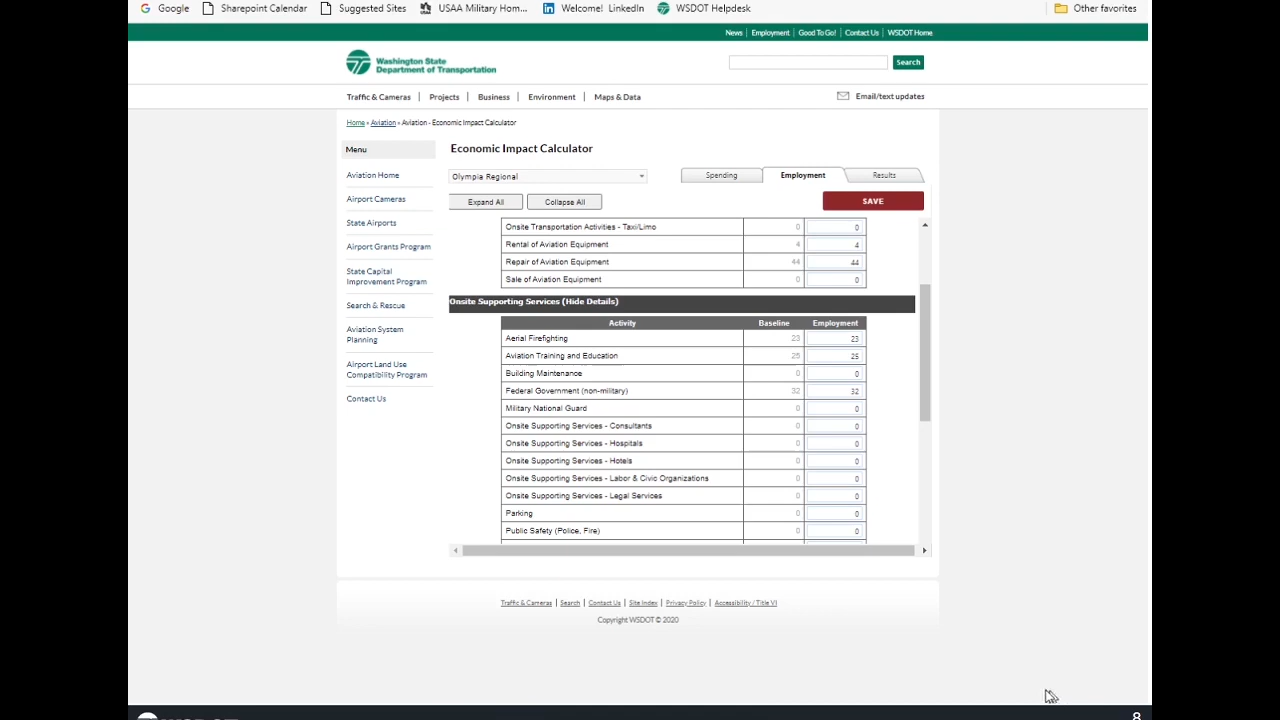 Google Sharepoint Calendar Suggested Sites USAA Military Hom... Welcome! LinkedIn WSDOT Helpdesk Other favorites
News | Employment | Good To Go! | Contact Us | WSDOT Home
Washington State
Department of Transportation
Search
Traffic & Cameras | Projects | Business | Environment | Maps & Data Email/text updates
Home » Aviation » Aviation - Economic Impact Calculator
Menu
Aviation Home
Airport Cameras
State Airports
Airport Grants Program
State Capital
Improvement Program
Search & Rescue
Aviation System
Planning
Airport Land Use
Compatibility Program
Contact Us
Economic Impact Calculator
Olympia Regional Spending Employment Results
Expand All Collapse All SAVE
Onsite Transportation Activities - Taxi/Limo 0 0
Rental of Aviation Equipment 4 4
Repair of Aviation Equipment 44 44
Sale of Aviation Equipment 0 0
Onsite Supporting Services (Hide Details)
Activity Baseline Employment
Aerial Firefighting 23 23
Aviation Training and Education 25 25
Building Maintenance 0 0
Federal Government (non-military) 32 32
Military National Guard 0 0
Onsite Supporting Services - Consultants 0 0
Onsite Supporting Services - Hospitals 0 0
Onsite Supporting Services - Hotels 0 0
Onsite Supporting Services - Labor & Civic Organizations 0 0
Onsite Supporting Services - Legal Services 0 0
Parking 0 0
Public Safety (Police, Fire) 0 0
Traffic & Cameras | Search | Contact Us | Site Index | Privacy Policy | Accessibility / Title VI
Copyright WSDOT © 2020
WSDOT 8